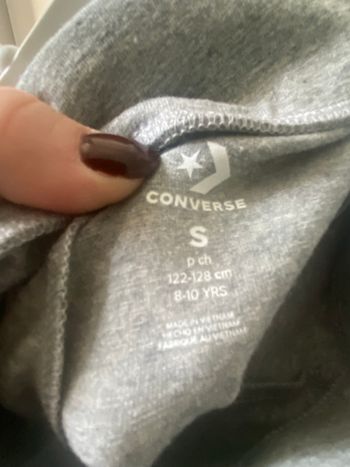 CONVERSE
S
p ch
122-128 cm
8-10 YRS
MADE IN VIETNAM
HECHO EN VIETNAM
FABRIQUÉ AU VIETNAM